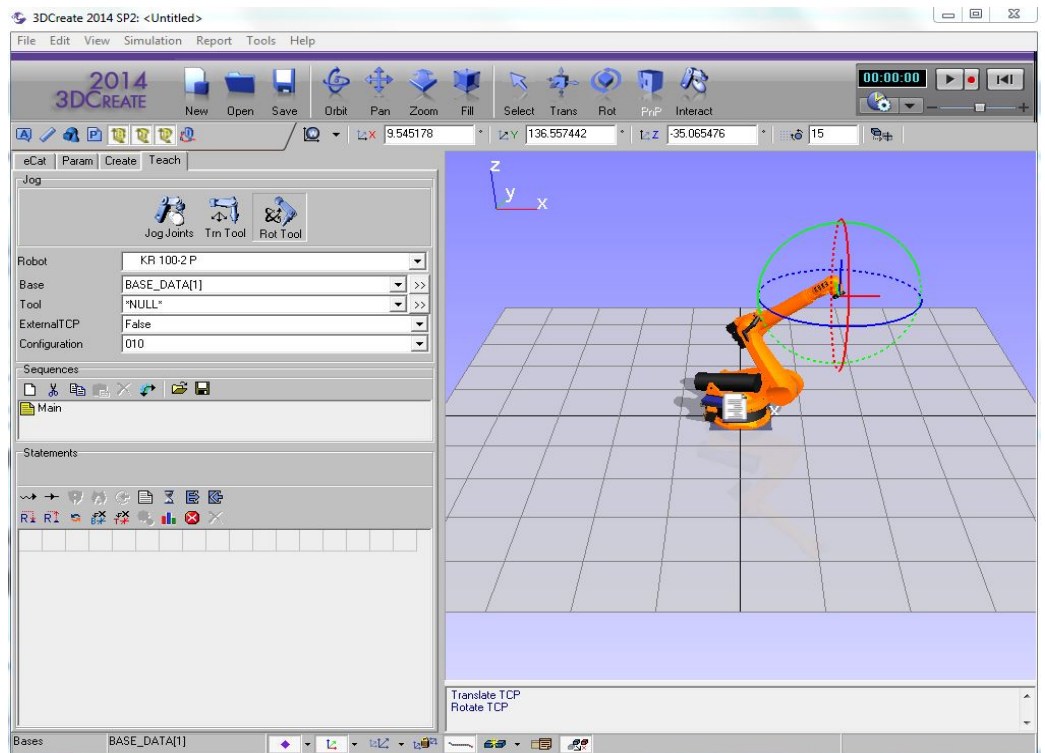 3DCreate 2014 SP2: <Untitled>
File Edit View Simulation Report Tools Help
2014
3DCREATE
New Open Save Orbit Pan Zoom Fill Select Trans Rot PnP Interact
00:00:00
X 9.545178 ° Y 136.557442 ° Z -35.065476 ° 15
eCat Param Create Teach
Jog
Jog Joints Trn Tool Rot Tool
Robot KR 100-2 P
Base BASE_DATA[1] >>
Tool *NULL* >>
ExternalTCP False
Configuration 010
Sequences
Main
Statements
z
y
x
x
Translate TCP
Rotate TCP
Bases BASE_DATA[1]